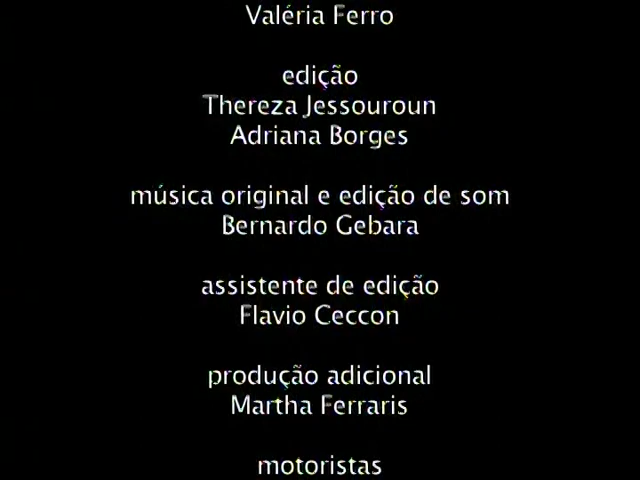 Valéria Ferro
edição
Thereza Jessouroun
Adriana Borges
música original e edição de som
Bernardo Gebara
assistente de edição
Flavio Ceccon
produção adicional
Martha Ferraris
motoristas